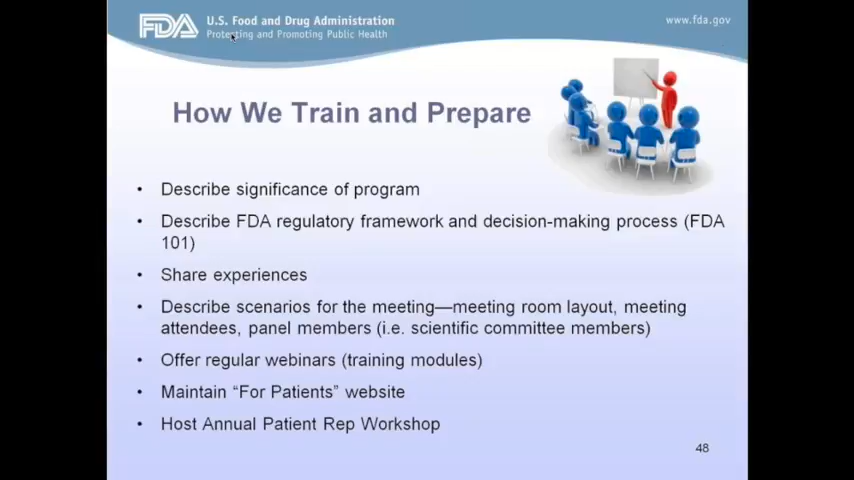 FDA U.S. Food and Drug Administration
Protecting and Promoting Public Health
www.fda.gov
How We Train and Prepare
• Describe significance of program
• Describe FDA regulatory framework and decision-making process (FDA
101)
• Share experiences
• Describe scenarios for the meeting—meeting room layout, meeting
attendees, panel members (i.e. scientific committee members)
• Offer regular webinars (training modules)
• Maintain “For Patients” website
• Host Annual Patient Rep Workshop
48